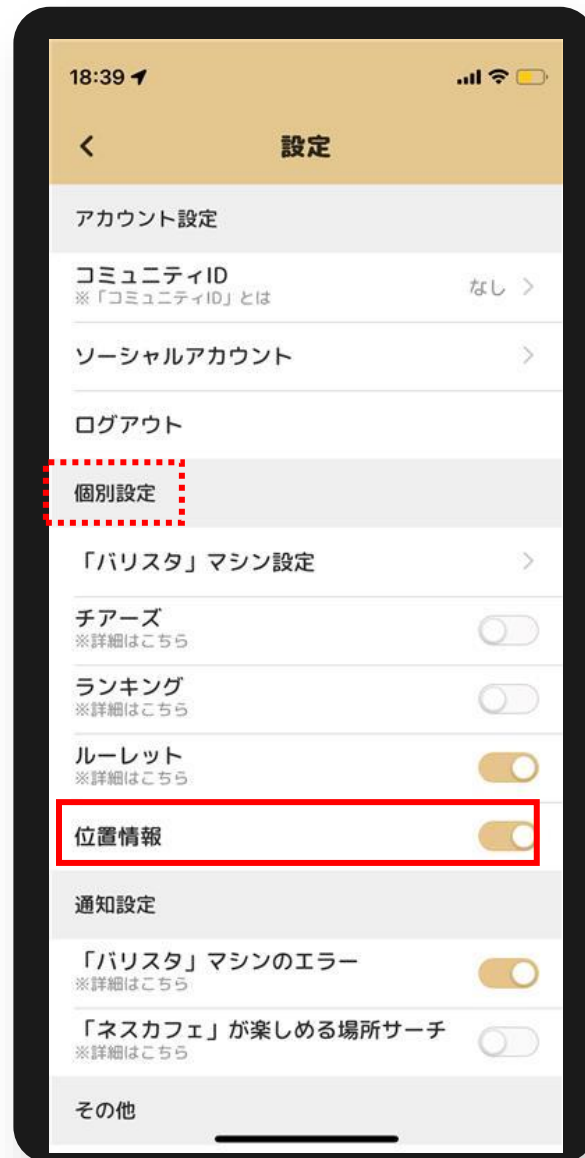 18:39
設定
アカウント設定
コミュニティID
※「コミュニティID」とは
なし
ソーシャルアカウント
ログアウト
個別設定
「バリスタ」マシン設定
チアーズ
※詳細はこちら
ランキング
※詳細はこちら
ルーレット
※詳細はこちら
位置情報
通知設定
「バリスタ」マシンのエラー
※詳細はこちら
「ネスカフェ」が楽しめる場所サーチ
※詳細はこちら
その他